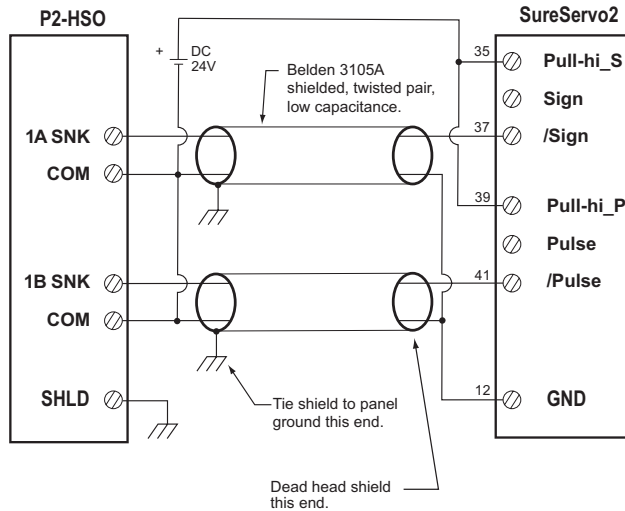 P2-HSO
SureServo2
+
DC
24V
Belden 3105A
shielded, twisted pair,
low capacitance.
35
Pull-hi_S
Sign
1A SNK
37
/Sign
COM
39
Pull-hi_P
Pulse
1B SNK
41
/Pulse
COM
SHLD
12
GND
Tie shield to panel
ground this end.
Dead head shield
this end.